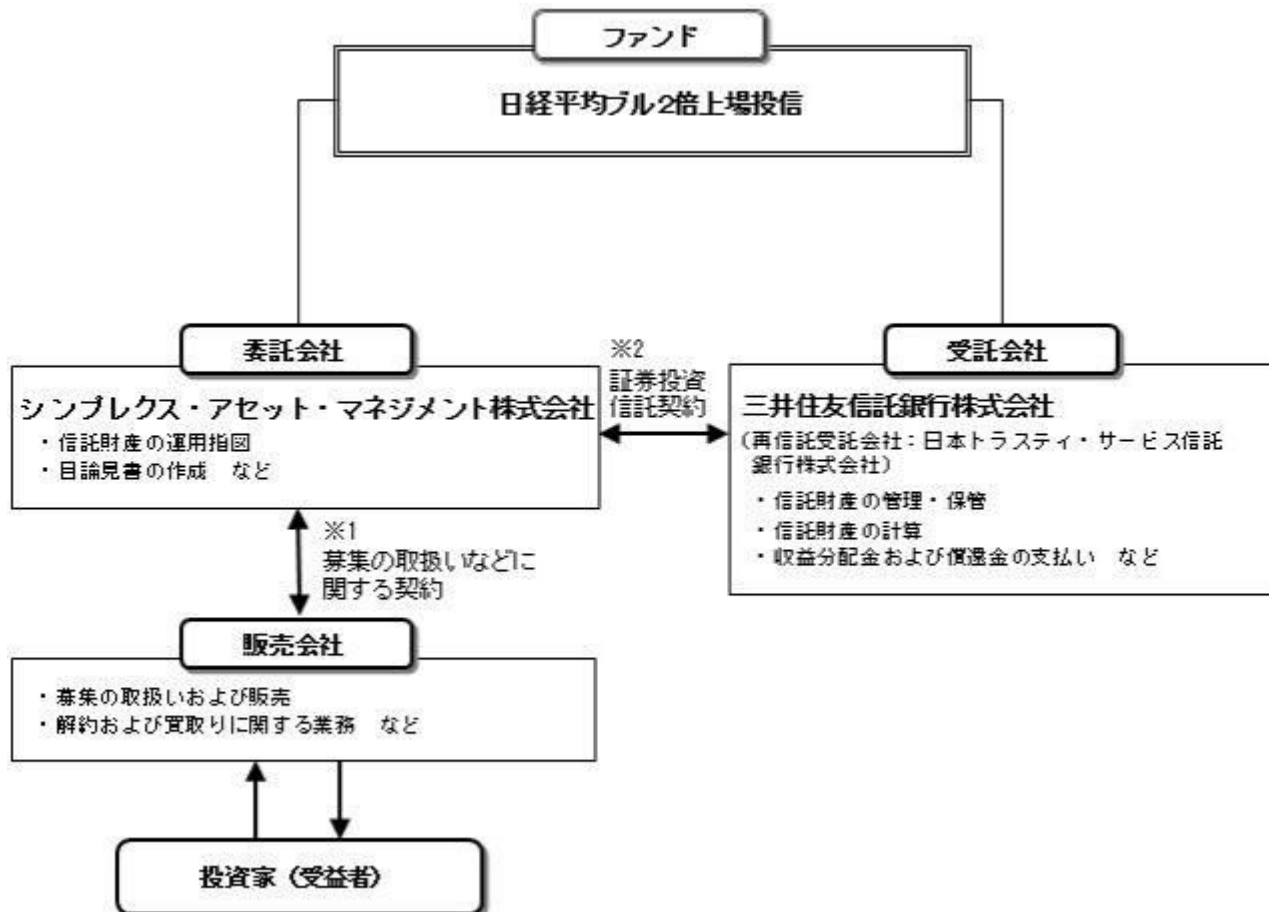 ファンド
日経平均ブル2倍上場投信
委託会社
シンプレクス・アセット・マネジメント株式会社
・信託財産の運用指図
・目論見書の作成　など
※2
証券投資
信託契約
受託会社
三井住友信託銀行株式会社
(再信託受託会社：日本トラスティ・サービス信託
銀行株式会社)
・信託財産の管理・保管
・信託財産の計算
・収益分配金および償還金の支払い　など
※1
募集の取扱いなどに
関する契約
販売会社
・募集の取扱いおよび販売
・解約および買取りに関する業務　など
投資家（受益者）